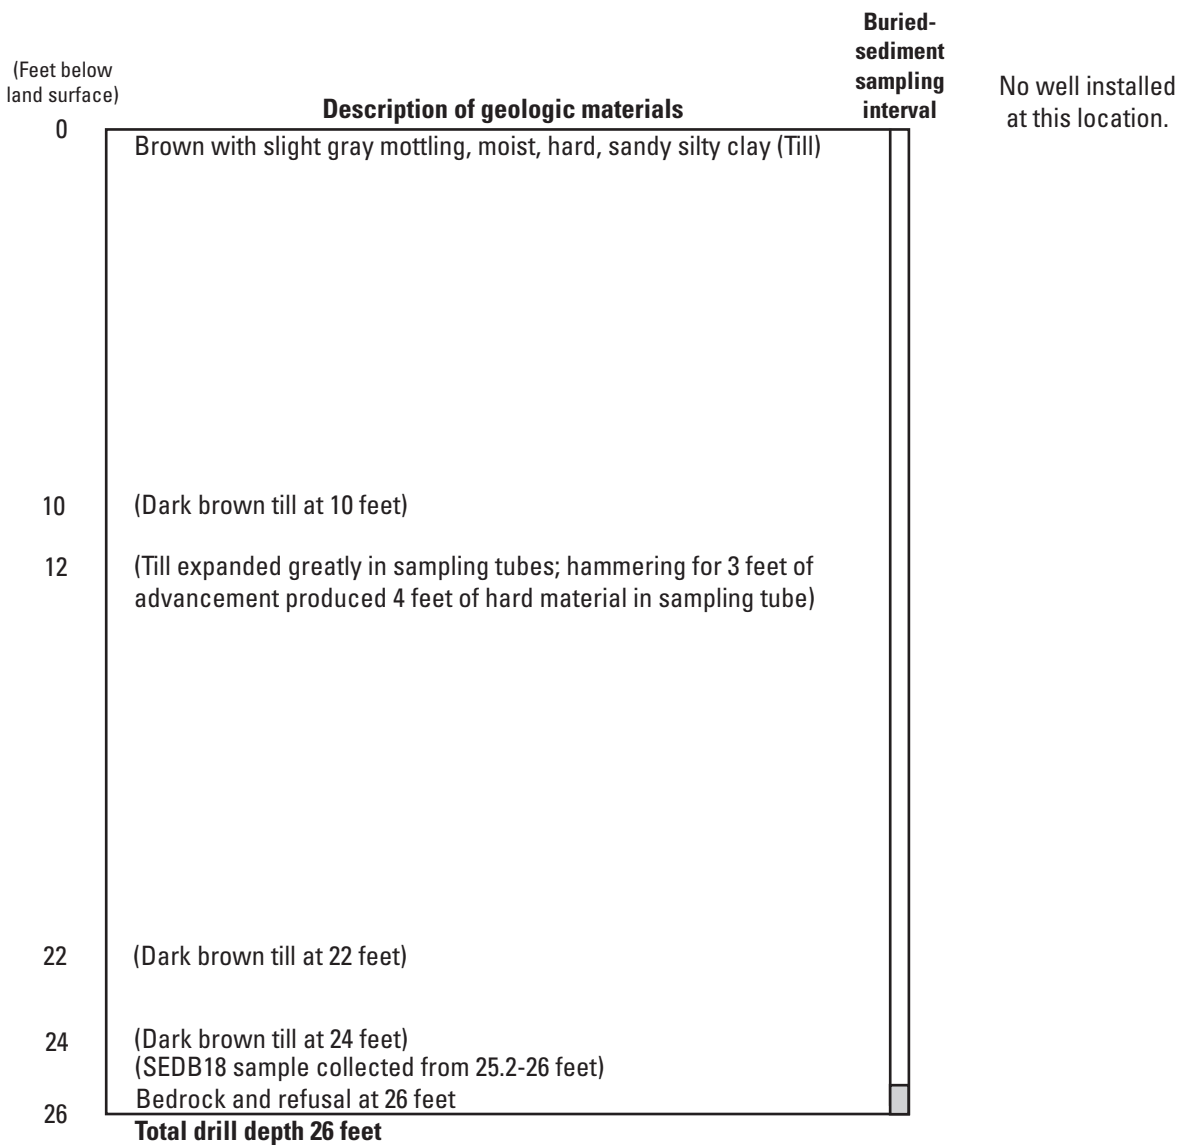 (Feet below
land surface)
Description of geologic materials
Buried-
sediment
sampling
interval
No well installed
at this location.
0
Brown with slight gray mottling, moist, hard, sandy silty clay (Till)
10
(Dark brown till at 10 feet)
12
(Till expanded greatly in sampling tubes; hammering for 3 feet of
advancement produced 4 feet of hard material in sampling tube)
22
(Dark brown till at 22 feet)
24
(Dark brown till at 24 feet)
(SEDB18 sample collected from 25.2-26 feet)
Bedrock and refusal at 26 feet
26
Total drill depth 26 feet